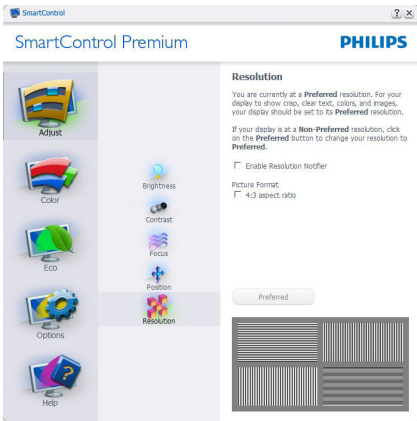 SmartControl
? x
SmartControl Premium
PHILIPS
Adjust
Color
Eco
Options
Help
Brightness
Contrast
Focus
Position
Resolution
Resolution
You are currently at a Preferred resolution. For your
display to show crisp, clear text, colors, and images,
your display should be set to its Preferred resolution.
If your display is at a Non-Preferred resolution, click
on the Preferred button to change your resolution to
Preferred.
Enable Resolution Notifier
Picture Format
4:3 aspect ratio
Preferred